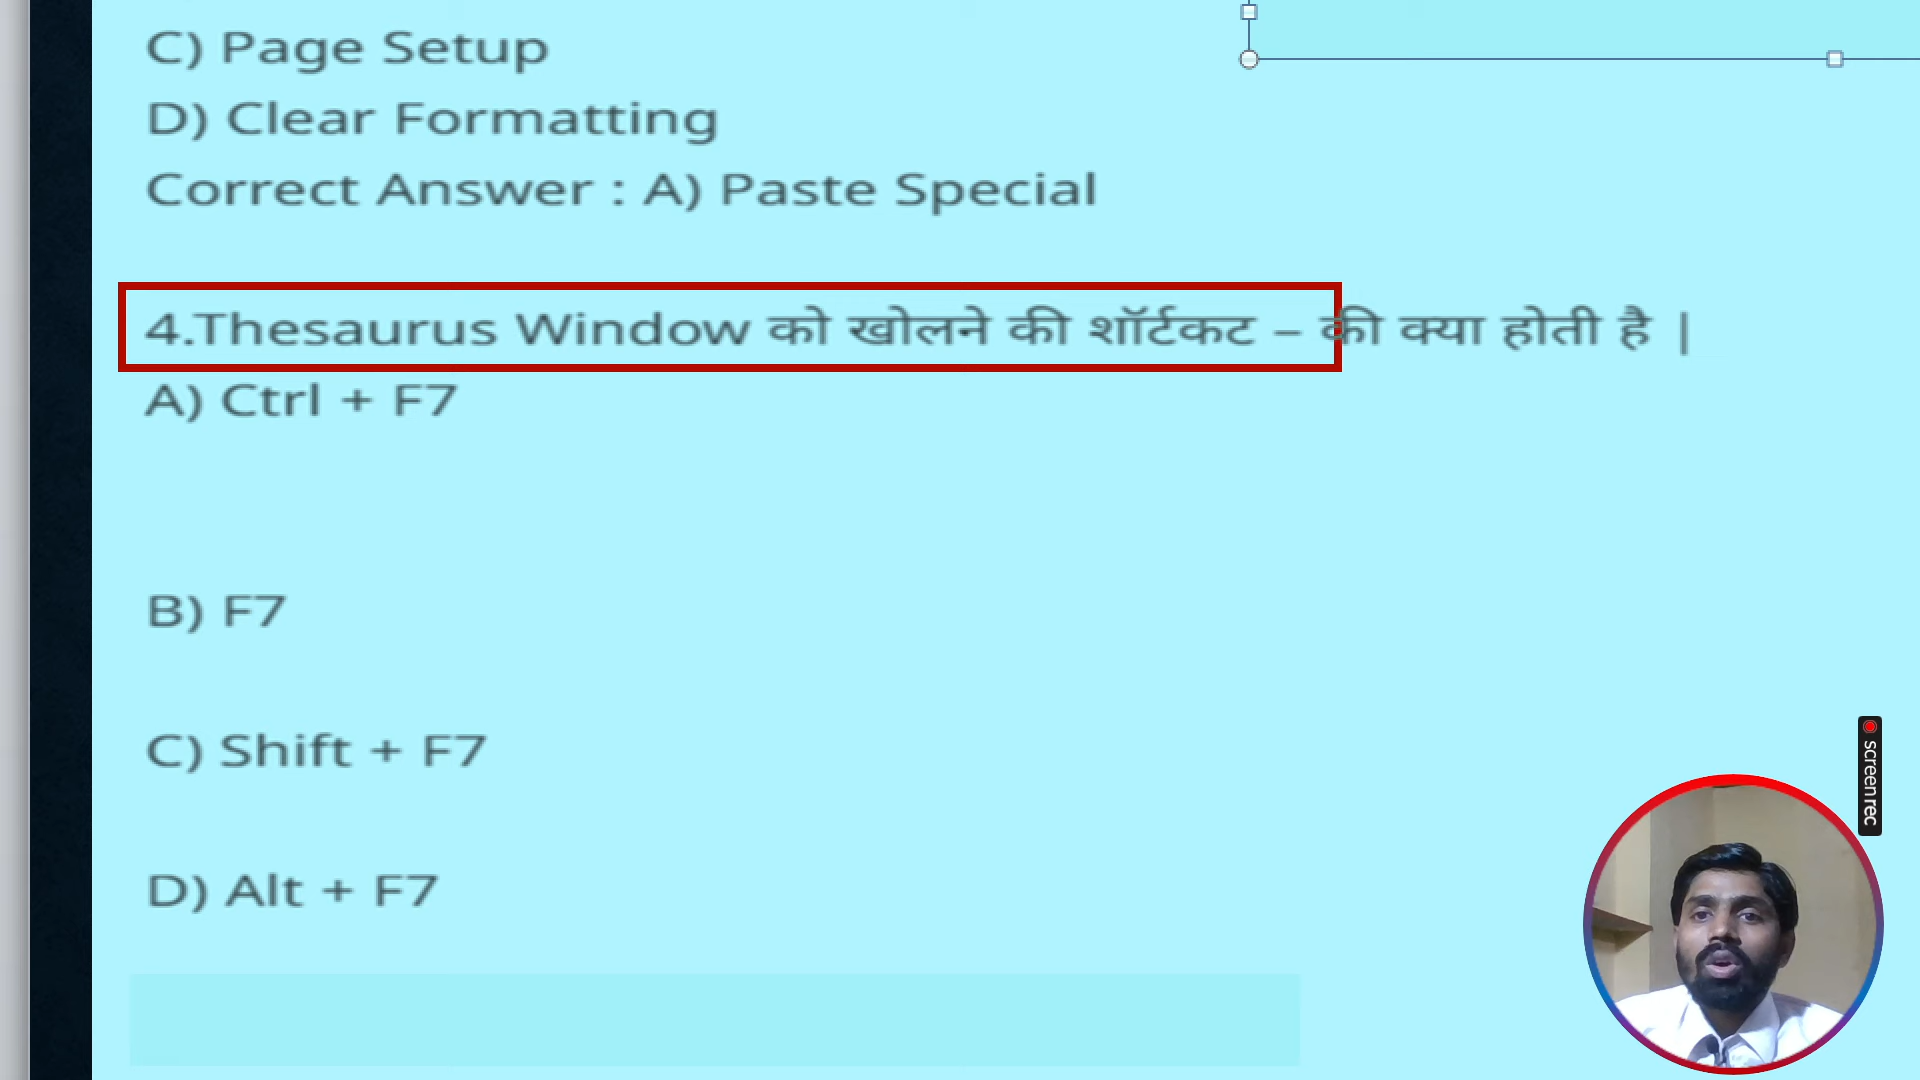 C) Page Setup
D) Clear Formatting
Correct Answer : A) Paste Special
4.Thesaurus Window को खोलने की शॉर्टकट – की क्या होती है |
A) Ctrl + F7
B) F7
C) Shift + F7
D) Alt + F7
screenrec